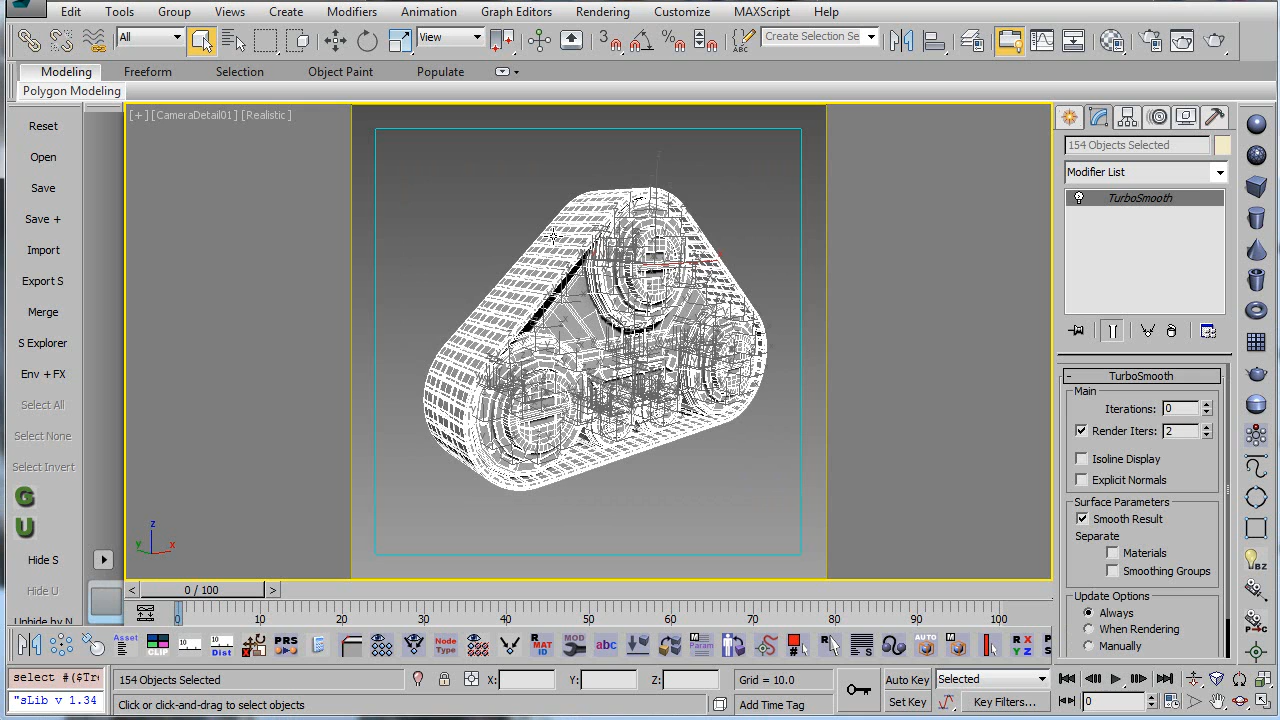 Edit Tools Group Views Create Modifiers Animation Graph Editors Rendering Customize MAXScript Help
All View 3 Create Selection Se
Modeling Freeform Selection Object Paint Populate
Polygon Modeling
Reset
Open
Save
Save +
Import
Export S
Merge
S Explorer
Env + FX
Select All
Select None
Select Invert
G
U
Hide S
Hide U
[+] [CameraDetail01] [Realistic]
z
y x
154 Objects Selected
Modifier List
TurboSmooth
- TurboSmooth
Main
Iterations: 0
Render Iters: 2
Isoline Display
Explicit Normals
Surface Parameters
Smooth Result
Separate
Materials
Smoothing Groups
Update Options
Always
When Rendering
Manually
BZ
P→C
< 0 / 100 >
0 10 20 30 40 50 60 70 80 90 100
Asset CLIP 10 10 Dist PRS Node Type abc R MAT ID MOD Param R AUTO M R X Y Z
select #($Tr
"sLib v 1.34
154 Objects Selected X: Y: Z: Grid = 10.0 Auto Key Selected
Click or click-and-drag to select objects Add Time Tag Set Key Key Filters... 0